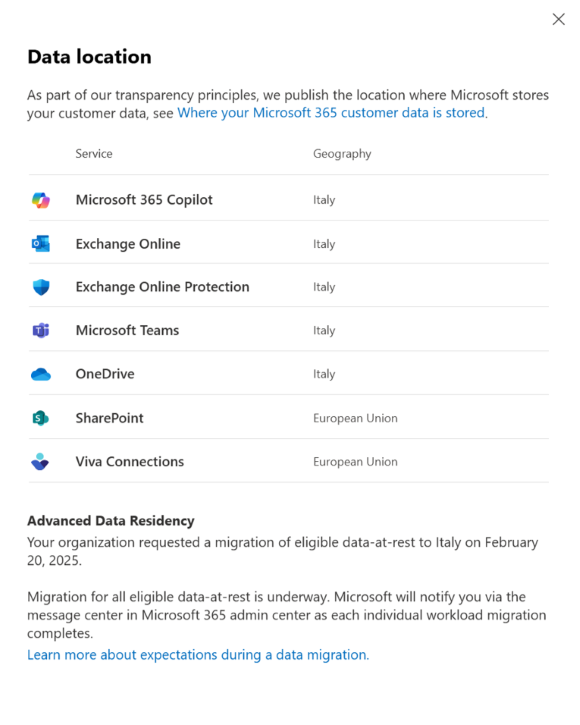 Data location
As part of our transparency principles, we publish the location where Microsoft stores
your customer data, see Where your Microsoft 365 customer data is stored.
Service Geography
Microsoft 365 Copilot Italy
Exchange Online Italy
Exchange Online Protection Italy
Microsoft Teams Italy
OneDrive Italy
SharePoint European Union
Viva Connections European Union
Advanced Data Residency
Your organization requested a migration of eligible data-at-rest to Italy on February
20, 2025.
Migration for all eligible data-at-rest is underway. Microsoft will notify you via the
message center in Microsoft 365 admin center as each individual workload migration
completes.
Learn more about expectations during a data migration.